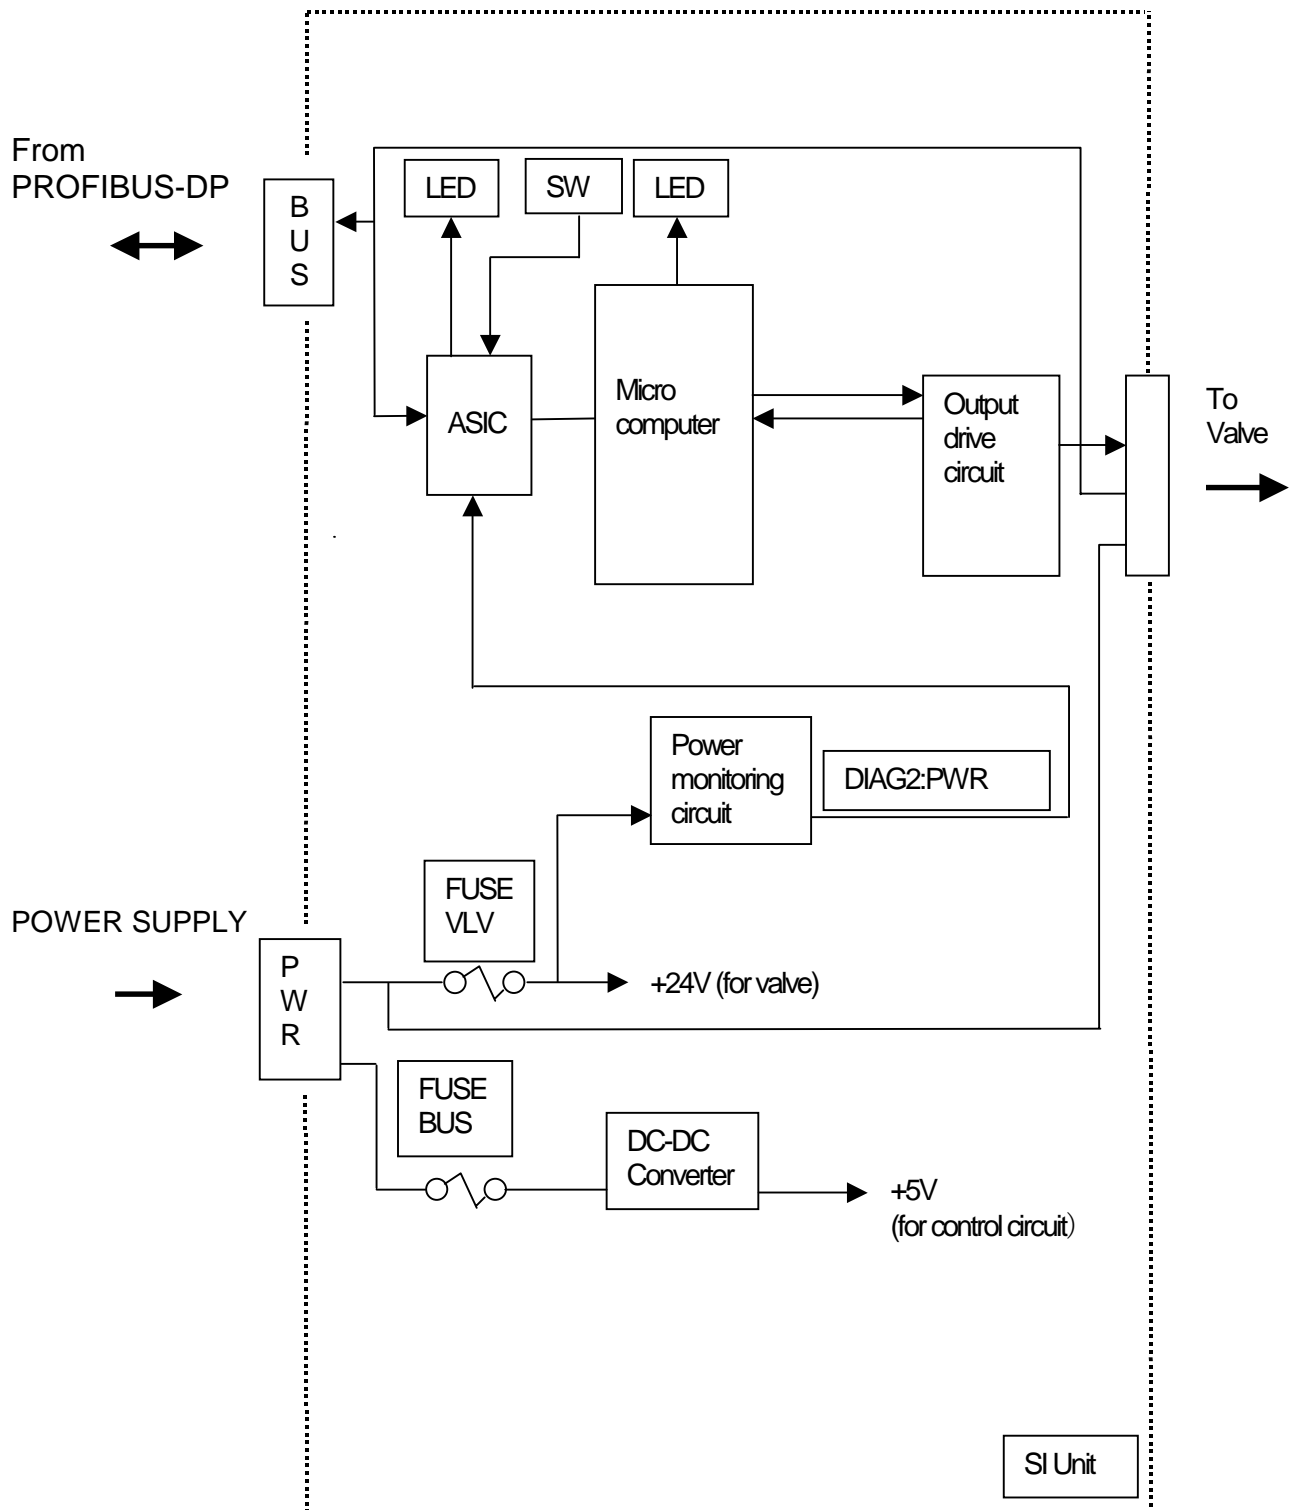 From
PROFIBUS-DP
B
U
S
LED
SW
LED
ASIC
Micro
computer
Output
drive
circuit
To
Valve
Power
monitoring
circuit
DIAG2:PWR
FUSE
VLV
POWER SUPPLY
P
W
R
+24V (for valve)
FUSE
BUS
DC-DC
Converter
+5V
(for control circuit）
SI Unit